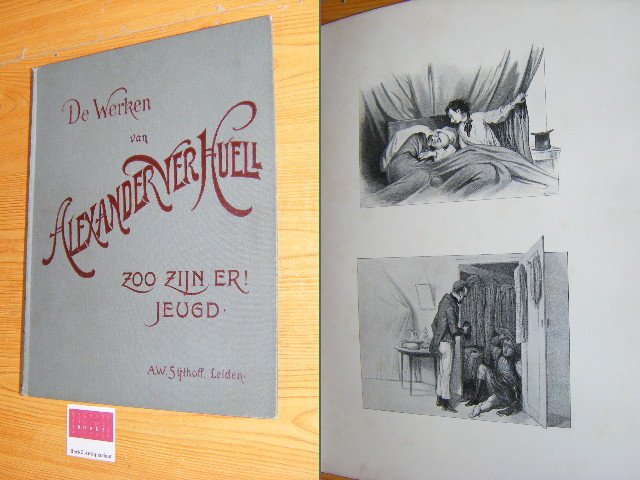 De Werken
van
ALEXANDER VER HUELL
ZOO ZIJN ER!
JEUGD.
A.W. Sijthoff. Leiden.